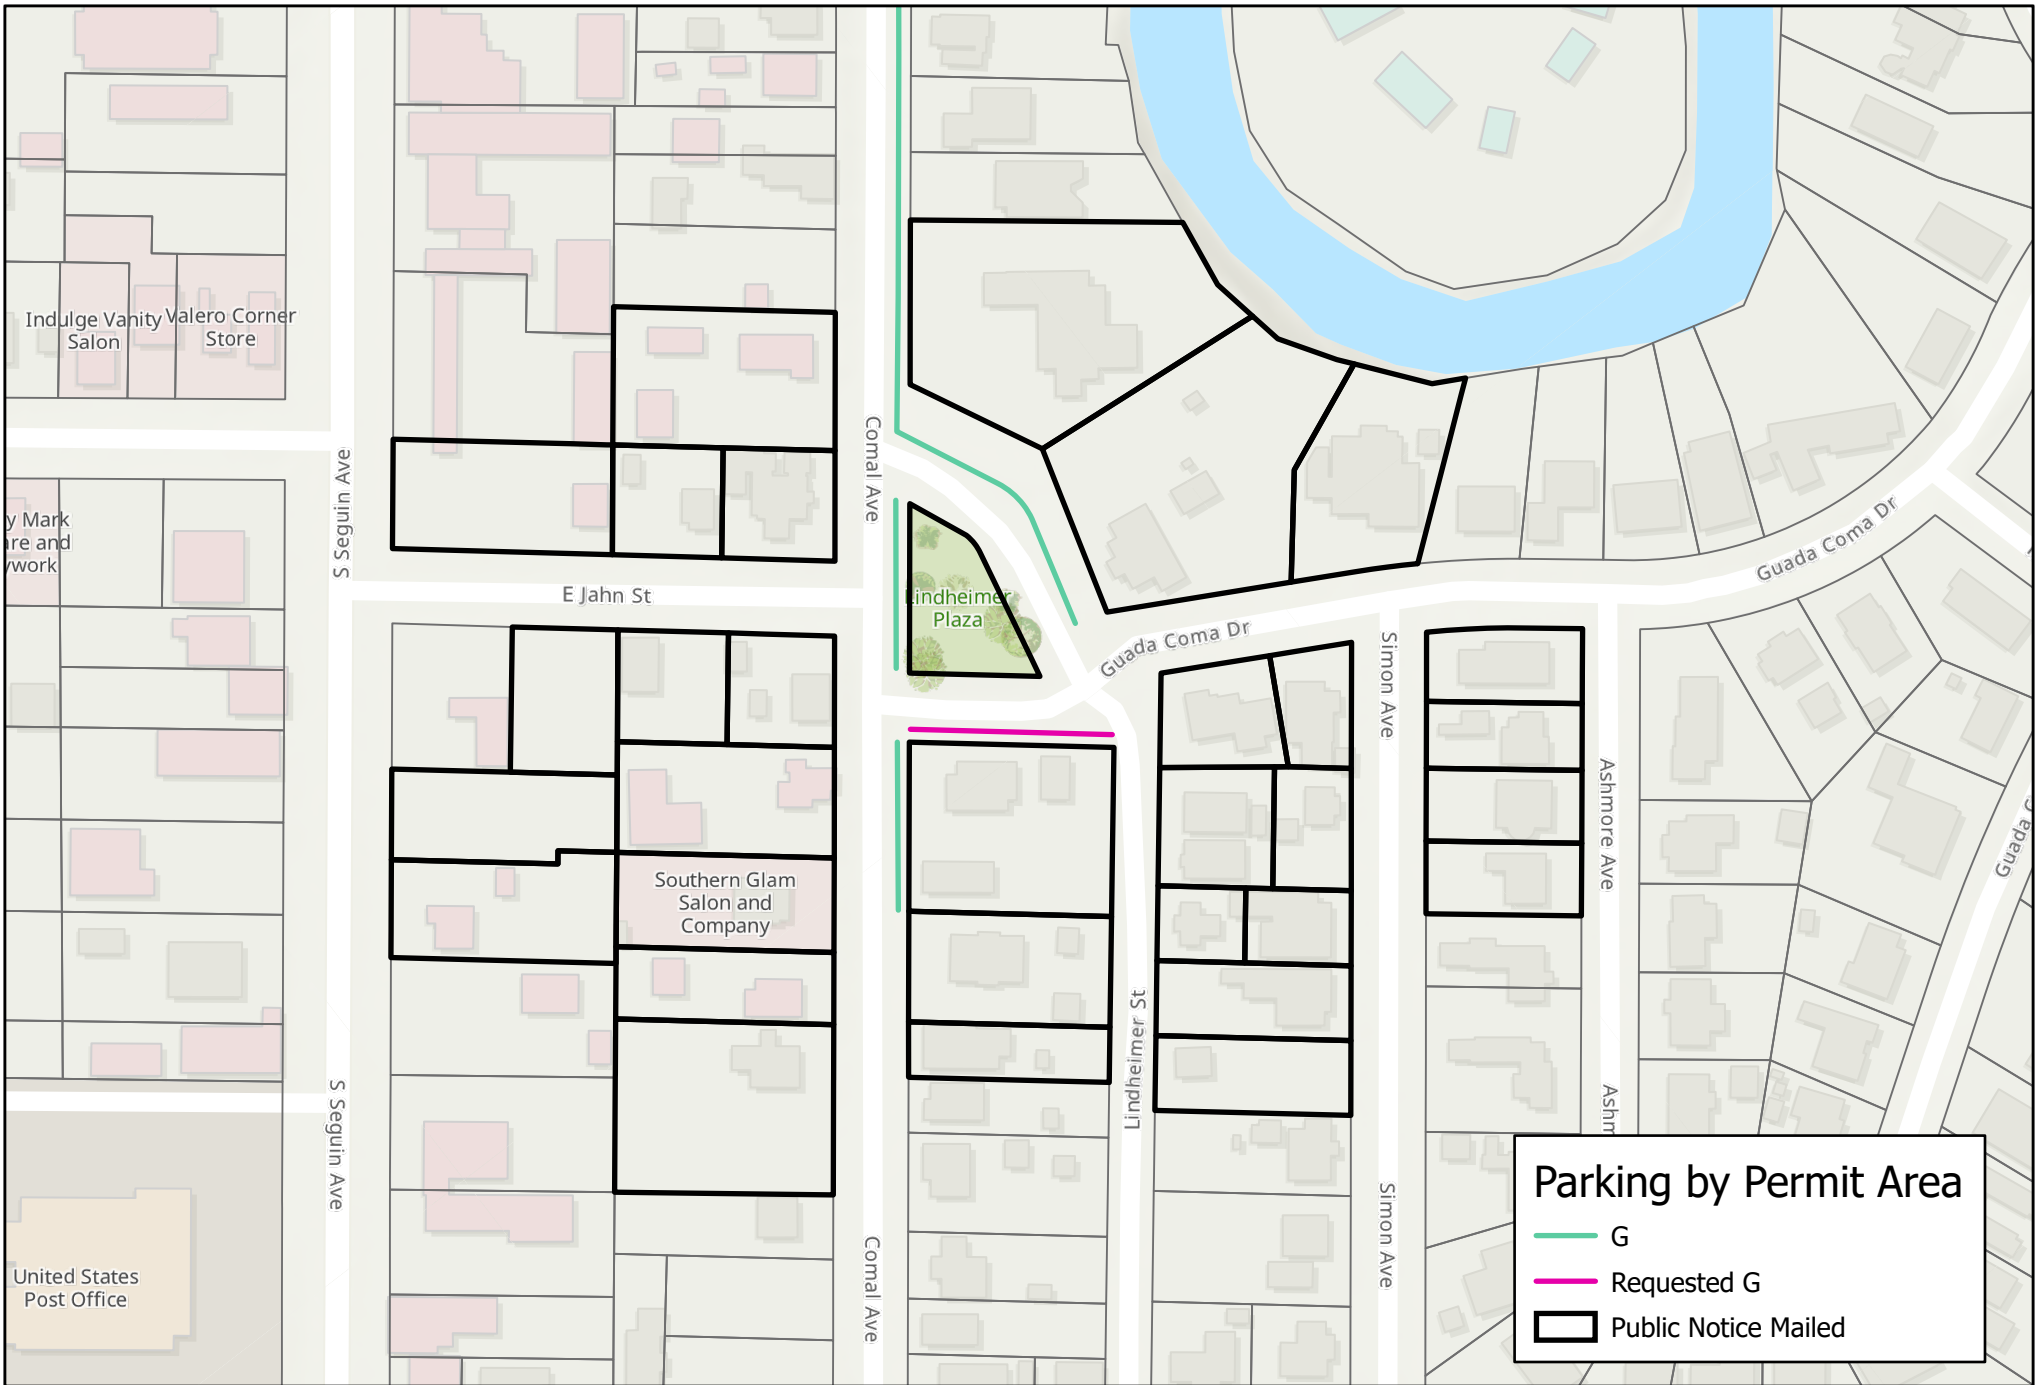 Indulge Vanity
Salon
Valero Corner
Store
S Seguin Ave
Comal Ave
y Mark
re and
ywork
E Jahn St
Lindheimer
Plaza
Guada Coma Dr
Guada Coma Dr
Simon Ave
Ashmore Ave
Southern Glam
Salon and
Company
Lindheimer St
Guada C
S Seguin Ave
Ashm
Simon Ave
Comal Ave
United States
Post Office
Parking by Permit Area
G
Requested G
Public Notice Mailed